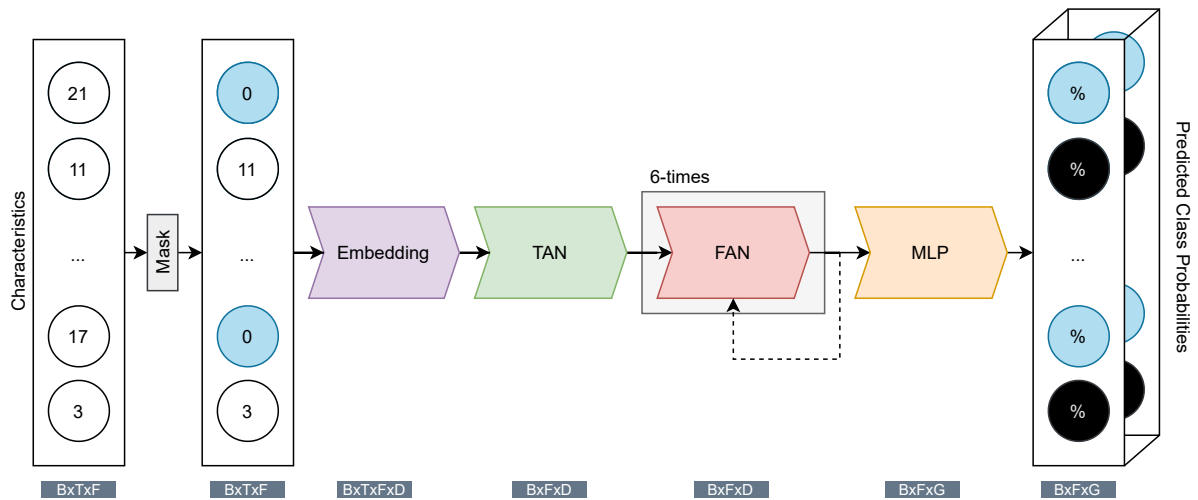 Characteristics
21
11
...
17
3
Mask
0
11
...
0
3
Embedding
TAN
6-times
FAN
MLP
%
%
...
%
%
Predicted Class Probabilities
BxTxF
BxTxF
BxTxFxD
BxFxD
BxFxD
BxFxG
BxFxG